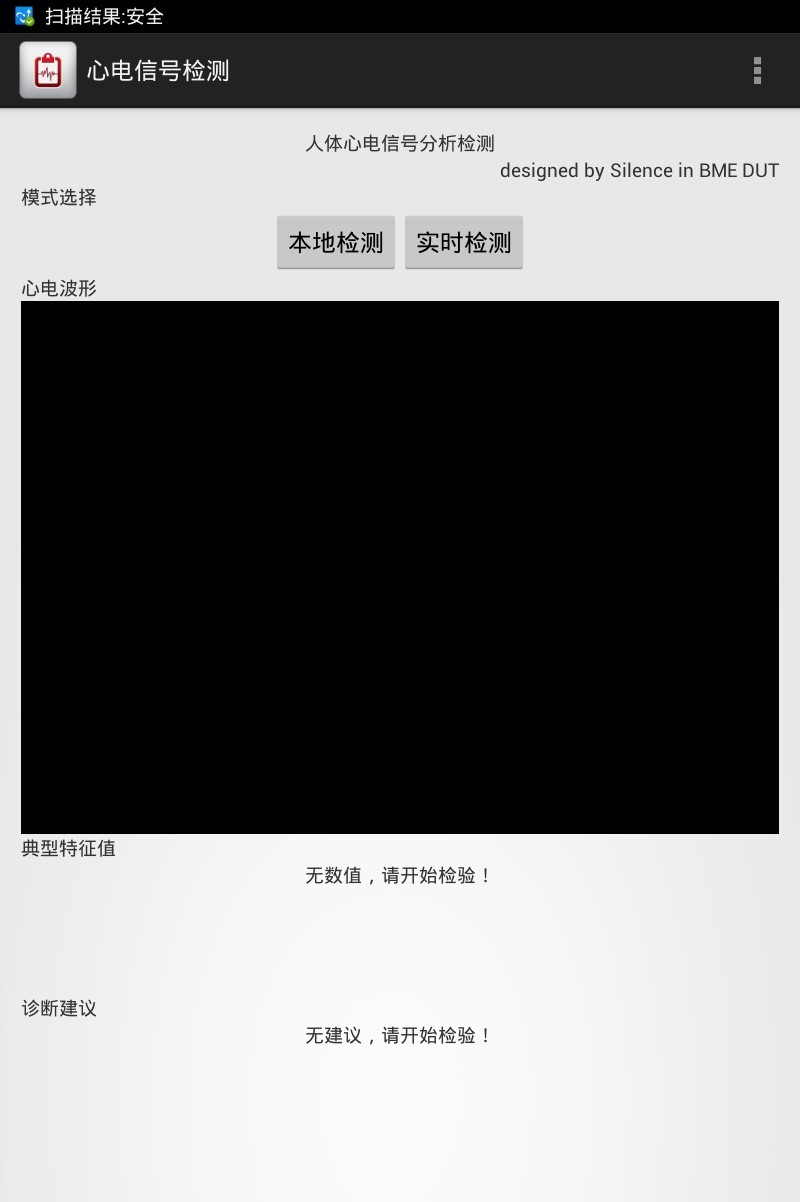 扫描结果:安全
心电信号检测
人体心电信号分析检测
designed by Silence in BME DUT
模式选择
本地检测 实时检测
心电波形
典型特征值
无数值，请开始检验！
诊断建议
无建议，请开始检验！